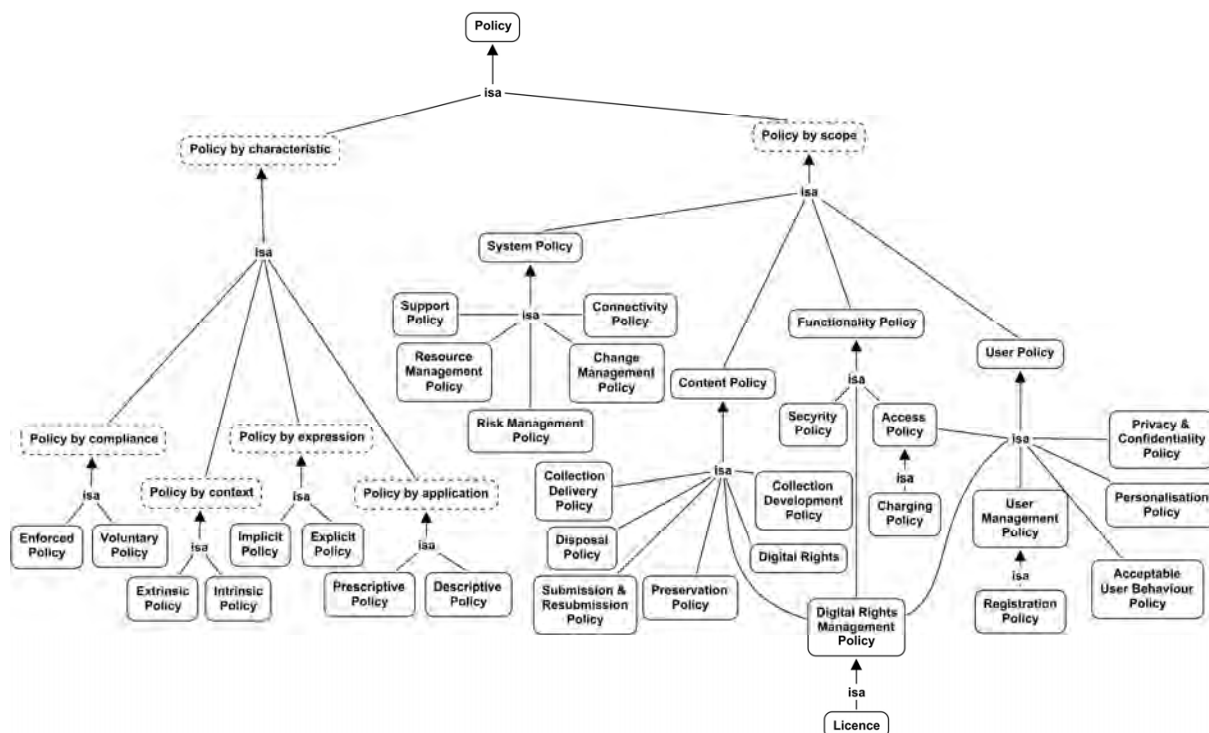 Policy
isa
Policy by characteristic
Policy by scope
isa
isa
System Policy
Support
Policy
isa
Connectivity
Policy
Resource
Management
Policy
Change
Management
Policy
Risk Management
Policy
Functionality Policy
User Policy
Content Policy
isa
Secyrity
Policy
Access
Policy
isa
Charging
Policy
isa
Privacy &
Confidentiality
Policy
Personalisation
Policy
User
Management
Policy
isa
Registration
Policy
Acceptable
User Behaviour
Policy
Policy by compliance
isa
Enforced
Policy
Voluntary
Policy
Policy by context
isa
Extrinsic
Policy
Intrinsic
Policy
Policy by expression
isa
Implicit
Policy
Explicit
Policy
Policy by application
isa
Prescriptive
Policy
Descriptive
Policy
isa
Collection
Delivery
Policy
Collection
Development
Policy
Disposal
Policy
Digital Rights
Submission &
Resubmission
Policy
Preservation
Policy
Digital Rights
Management
Policy
isa
Licence